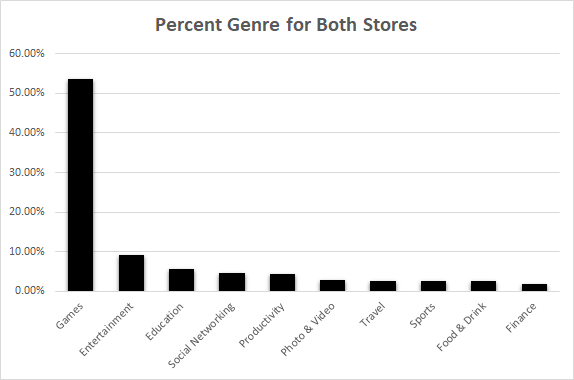 Percent Genre for Both Stores
60.00%
50.00%
40.00%
30.00%
20.00%
10.00%
0.00%
Games
Entertainment
Education
Social Networking
Productivity
Photo & Video
Travel
Sports
Food & Drink
Finance